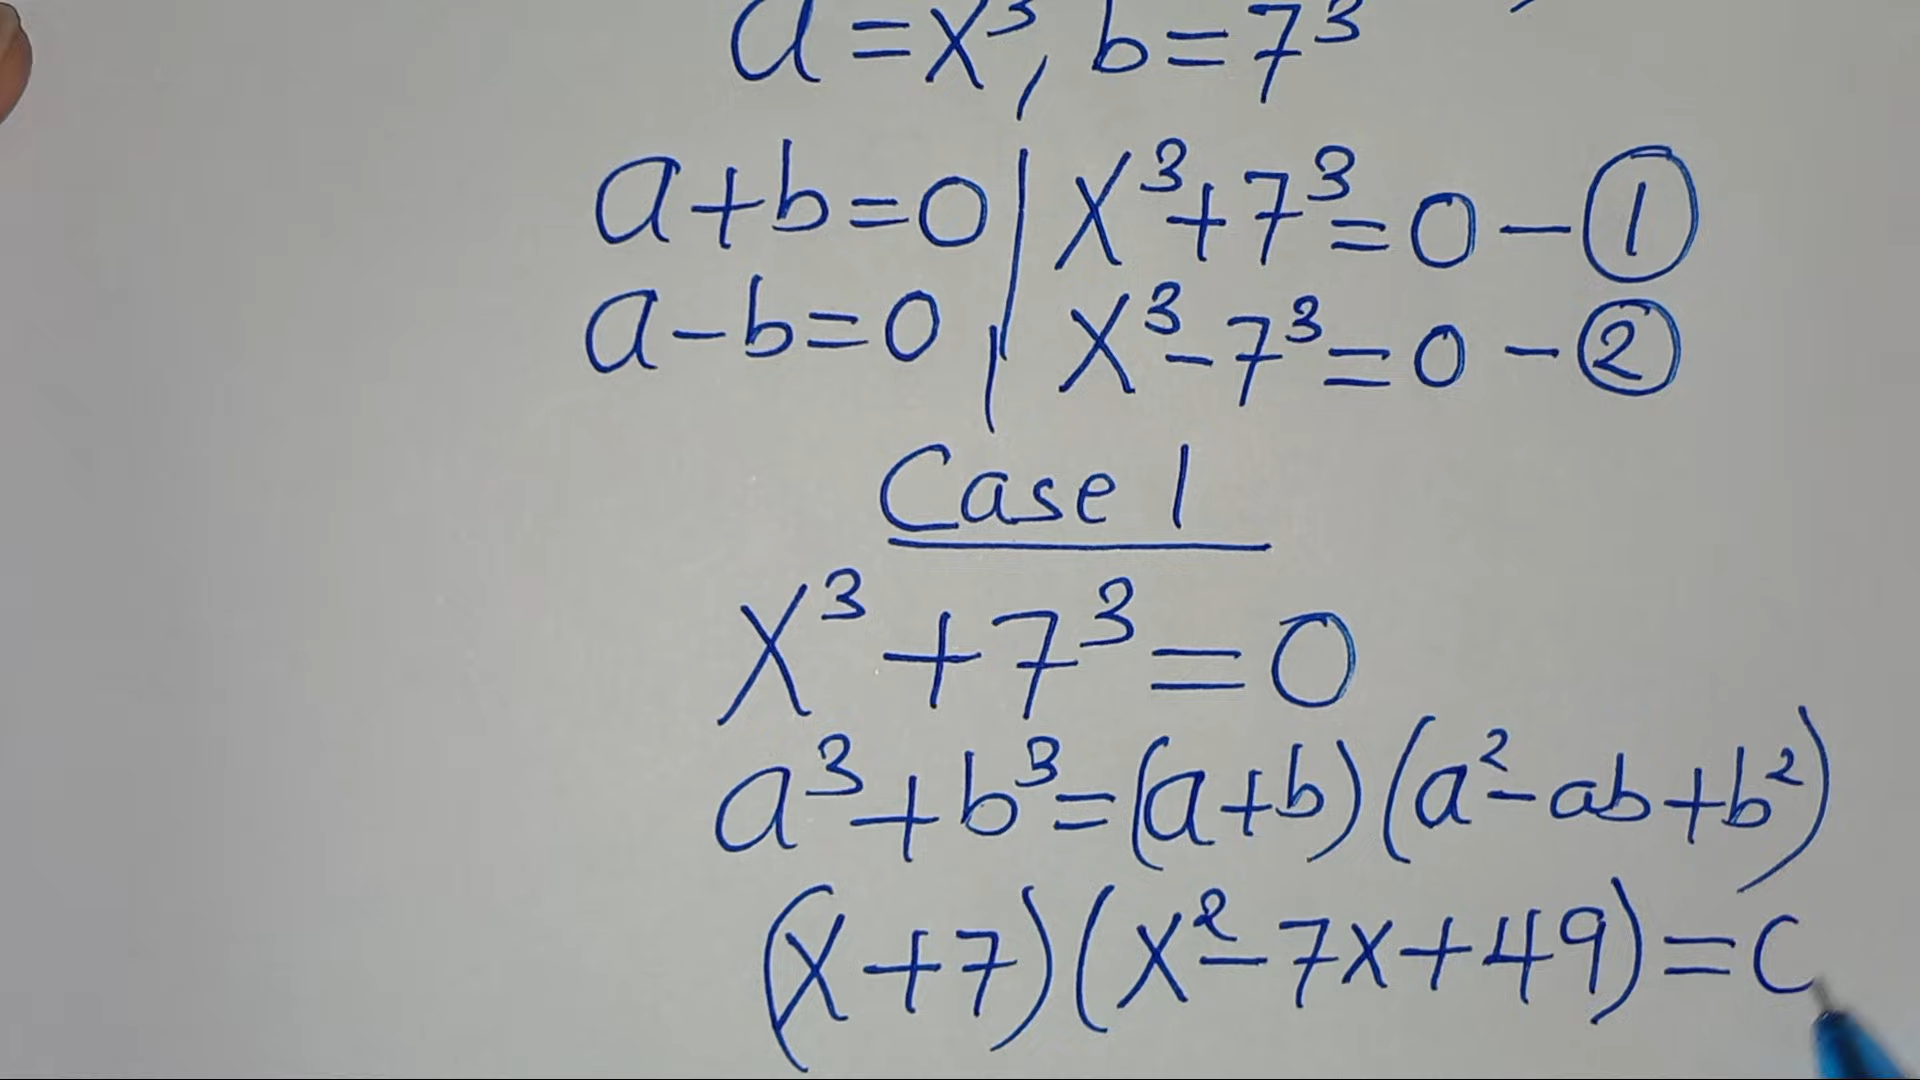 a = x³, b = 7³
a+b=0 | x³+7³=0 – ①
a-b=0 | x³-7³=0 – ②
Case 1
x³+7³=0
a³+b³=(a+b)(a²-ab+b²)
(x+7)(x²-7x+49)=